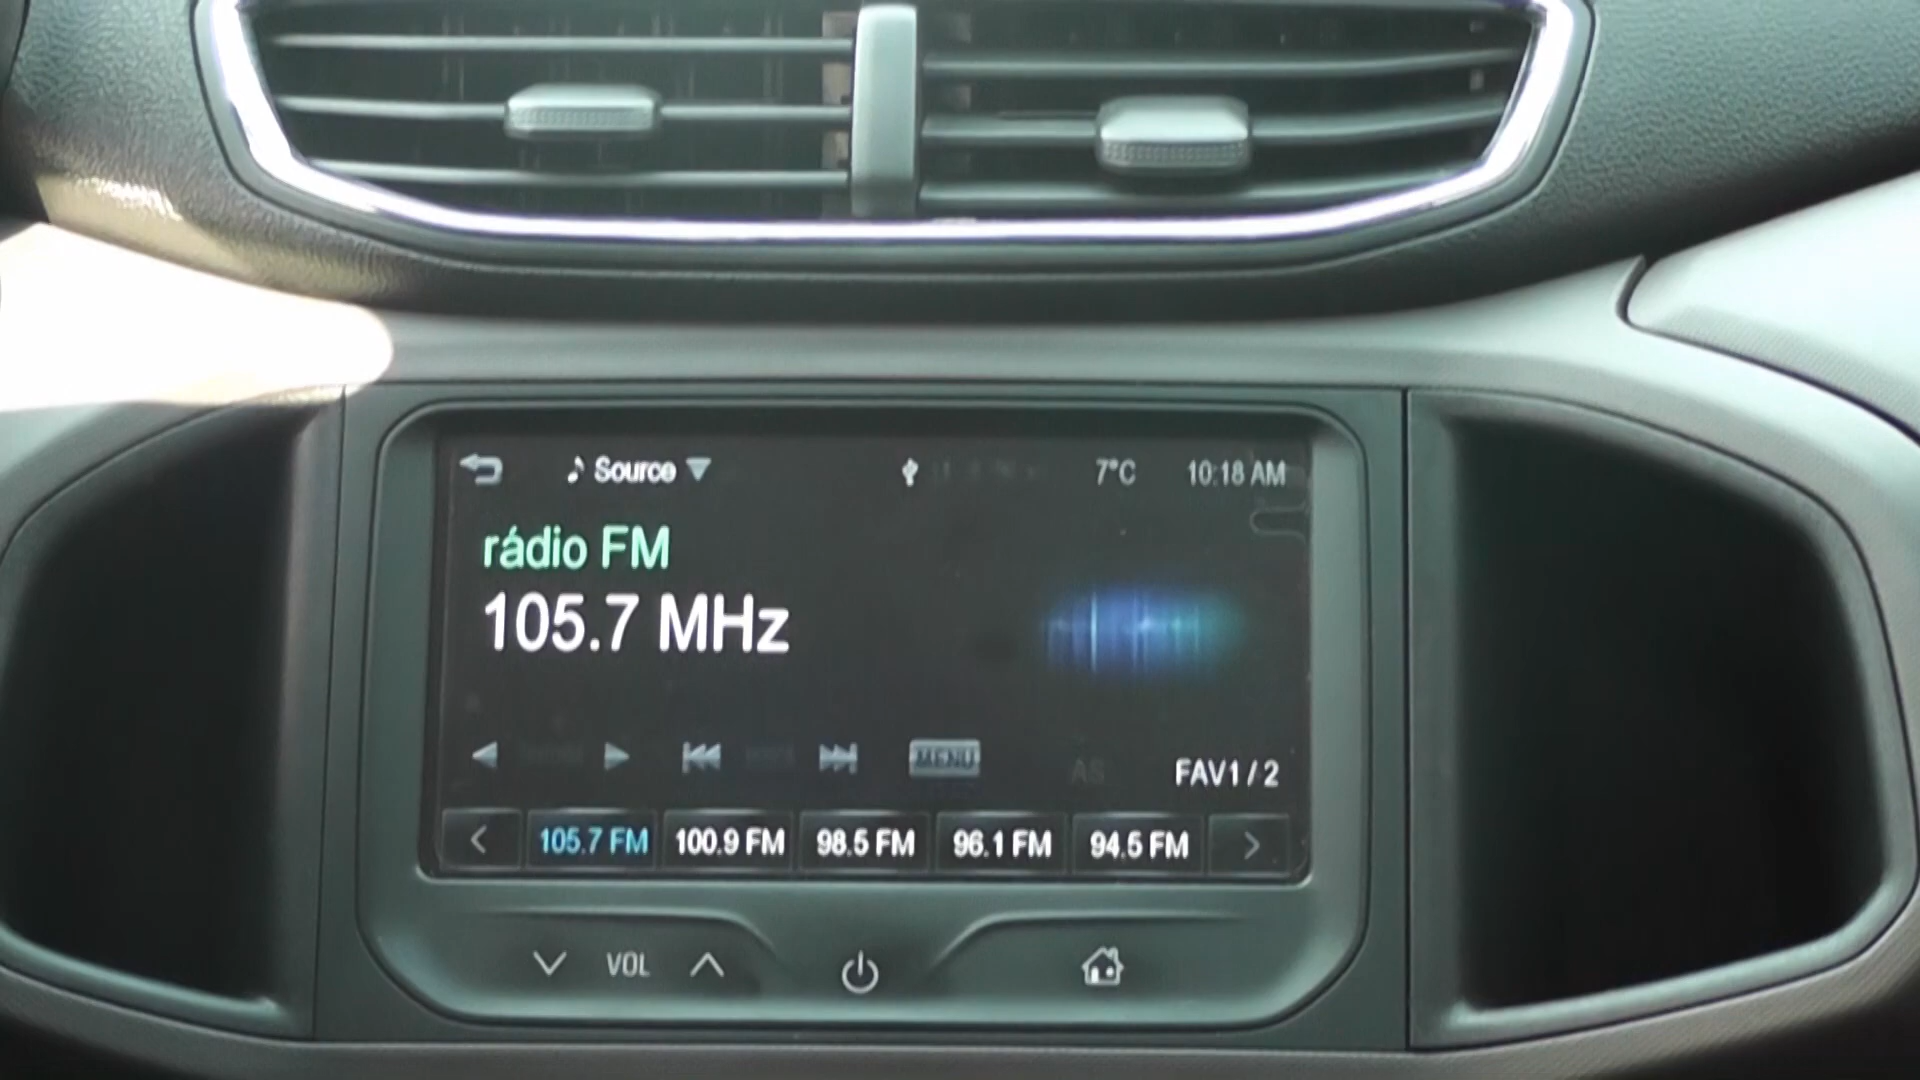 Source 7°C 10:18 AM
rádio FM
105.7 MHz
MENU AS FAV1 / 2
105.7 FM 100.9 FM 98.5 FM 96.1 FM 94.5 FM
VOL